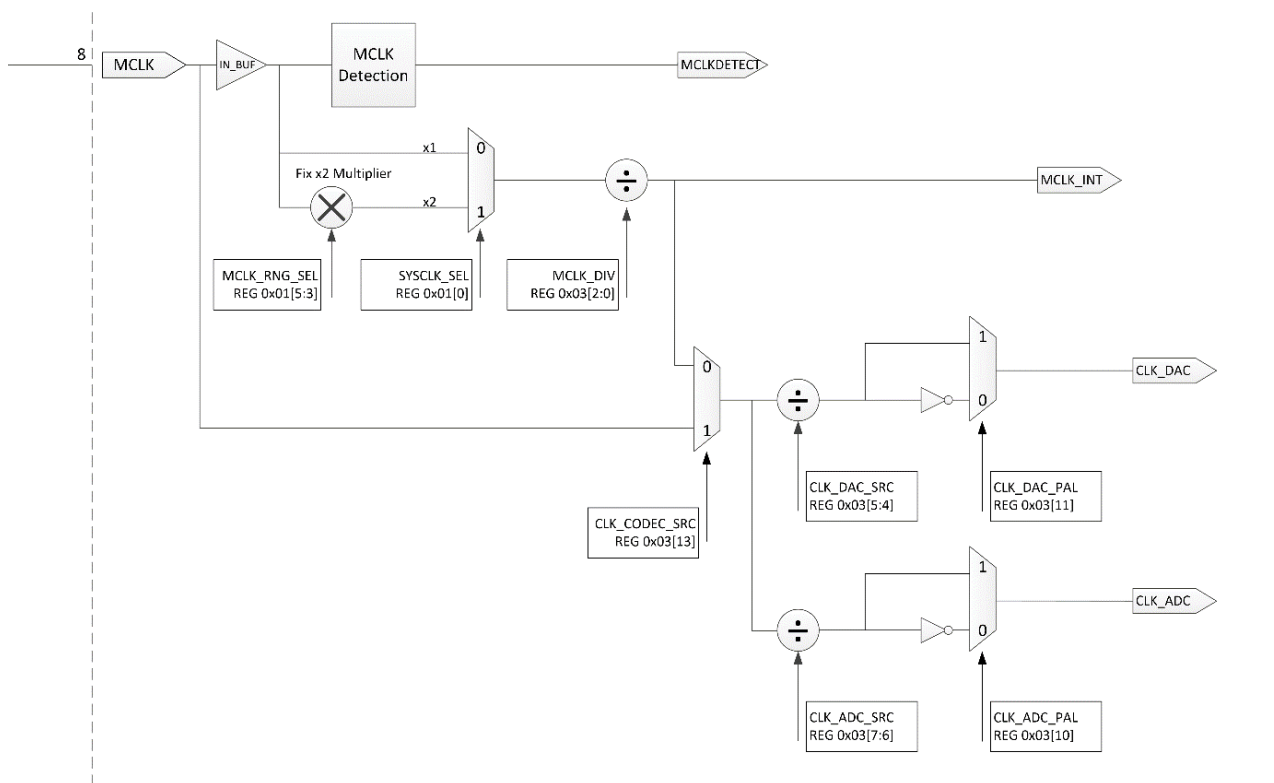 8
MCLK
IN_BUF
MCLK
Detection
MCLKDETECT
x1
0
Fix x2 Multiplier
x2
1
MCLK_INT
MCLK_RNG_SEL
REG 0x01[5:3]
SYSCLK_SEL
REG 0x01[0]
MCLK_DIV
REG 0x03[2:0]
0
1
1
0
CLK_DAC
CLK_CODEC_SRC
REG 0x03[13]
CLK_DAC_SRC
REG 0x03[5:4]
CLK_DAC_PAL
REG 0x03[11]
1
0
CLK_ADC
CLK_ADC_SRC
REG 0x03[7:6]
CLK_ADC_PAL
REG 0x03[10]